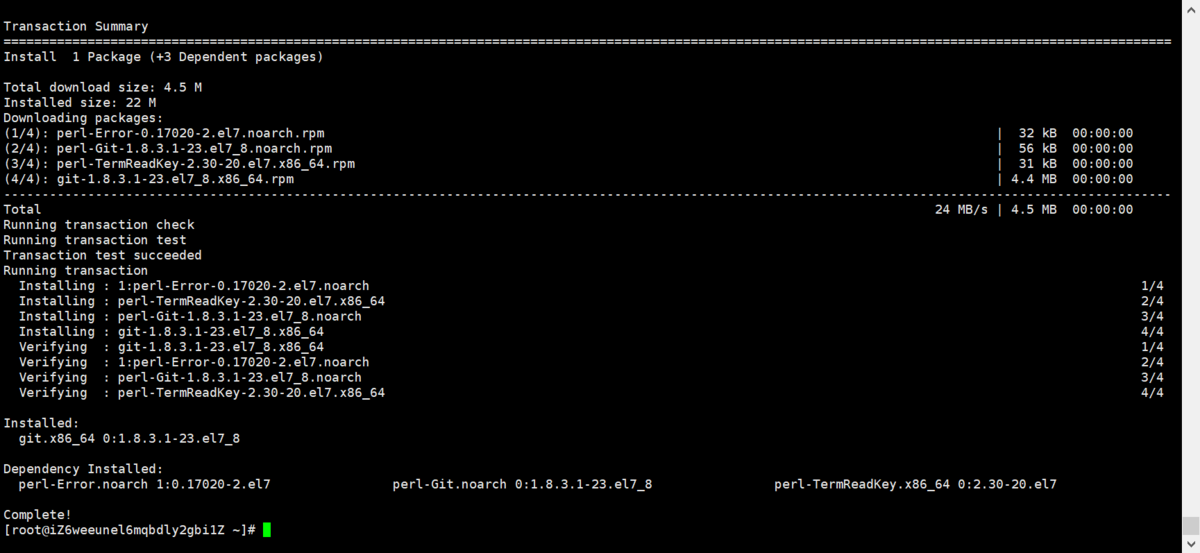 Transaction Summary
================================================================================================================================================================
Install  1 Package (+3 Dependent packages)
Total download size: 4.5 M
Installed size: 22 M
Downloading packages:
(1/4): perl-Error-0.17020-2.el7.noarch.rpm | 32 kB 00:00:00
(2/4): perl-Git-1.8.3.1-23.el7_8.noarch.rpm | 56 kB 00:00:00
(3/4): perl-TermReadKey-2.30-20.el7.x86_64.rpm | 31 kB 00:00:00
(4/4): git-1.8.3.1-23.el7_8.x86_64.rpm | 4.4 MB 00:00:00
----------------------------------------------------------------------------------------------------------------------------------------------------------------
Total 24 MB/s | 4.5 MB 00:00:00
Running transaction check
Running transaction test
Transaction test succeeded
Running transaction
  Installing : 1:perl-Error-0.17020-2.el7.noarch 1/4
  Installing : perl-TermReadKey-2.30-20.el7.x86_64 2/4
  Installing : perl-Git-1.8.3.1-23.el7_8.noarch 3/4
  Installing : git-1.8.3.1-23.el7_8.x86_64 4/4
  Verifying  : git-1.8.3.1-23.el7_8.x86_64 1/4
  Verifying  : 1:perl-Error-0.17020-2.el7.noarch 2/4
  Verifying  : perl-Git-1.8.3.1-23.el7_8.noarch 3/4
  Verifying  : perl-TermReadKey-2.30-20.el7.x86_64 4/4
Installed:
  git.x86_64 0:1.8.3.1-23.el7_8
Dependency Installed:
  perl-Error.noarch 1:0.17020-2.el7 perl-Git.noarch 0:1.8.3.1-23.el7_8 perl-TermReadKey.x86_64 0:2.30-20.el7
Complete!
[root@iZ6weeunel6mqbdly2gbi1Z ~]#